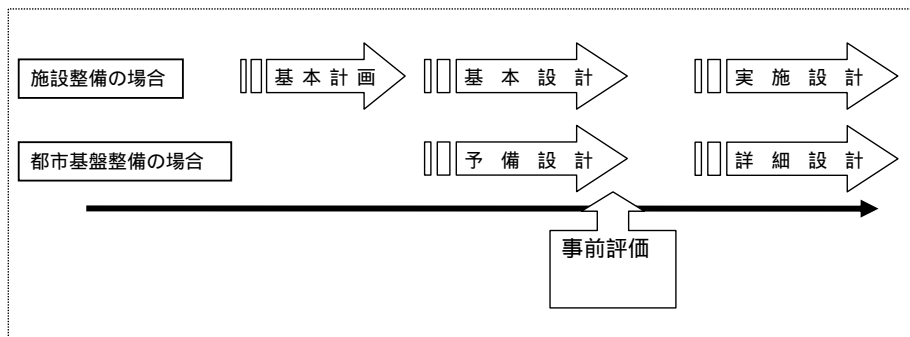 施設整備の場合
基本計画
基本設計
実施設計
都市基盤整備の場合
予備設計
詳細設計
事前評価